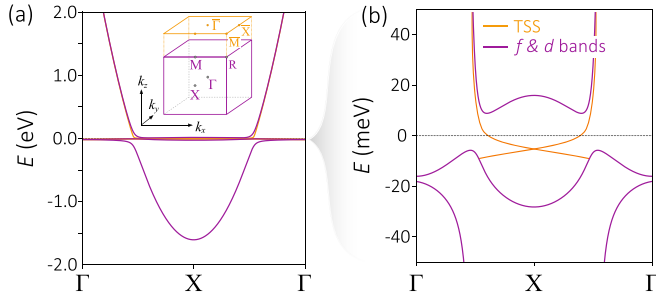 (a)
2.0
1.0
0.0
-1.0
-2.0
E (eV)
Γ
X
Γ
Γ̅
X̅
M̅
M
R
Γ
X
k_z
k_y
k_x
(b)
TSS
f & d bands
40
20
0
-20
-40
E (meV)
Γ
X
Γ